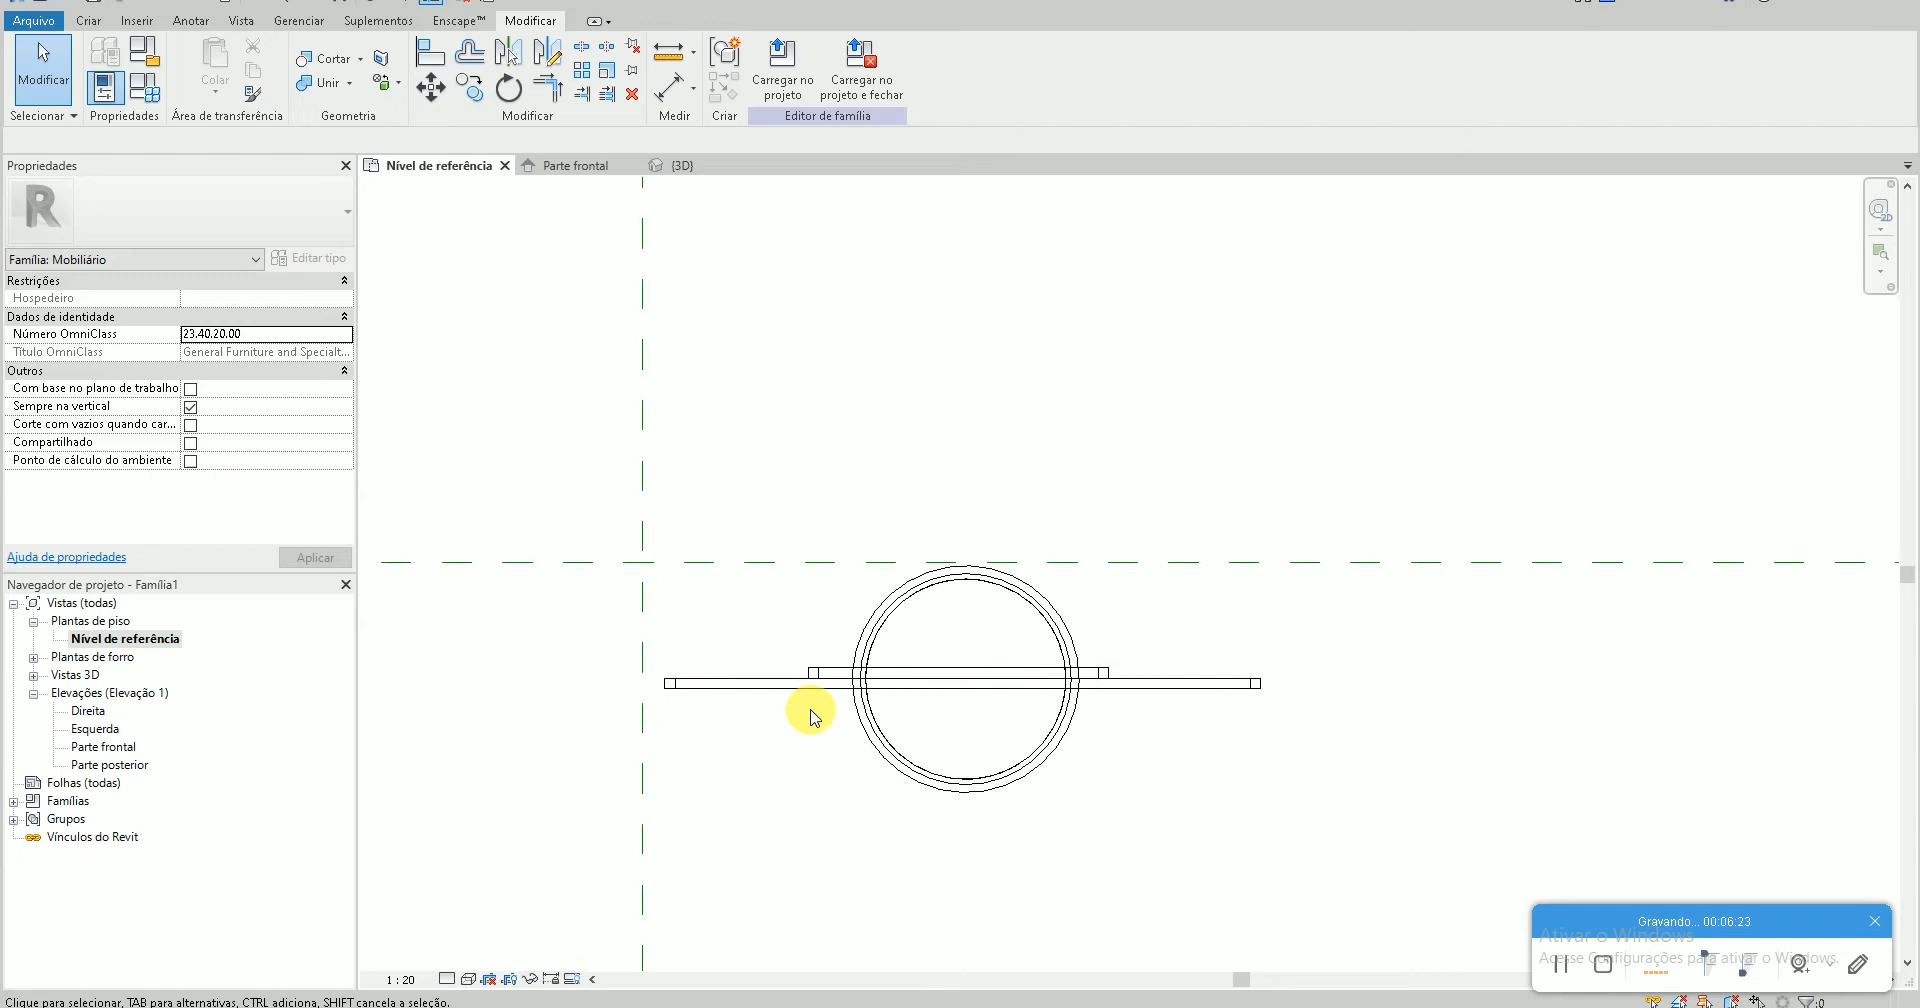 Arquivo Criar Inserir Anotar Vista Gerenciar Suplementos Enscape™ Modificar
Modificar
Colar
Cortar
Unir
Carregar no projeto
Carregar no projeto e fechar
Selecionar Propriedades Área de transferência Geometria Modificar Medir Criar Editor de família
Propriedades
Nível de referência
Parte frontal
{3D}
R
2D
Família: Mobiliário
Editar tipo
Restrições
Hospedeiro
Dados de identidade
Número OmniClass 23.40.20.00
Título OmniClass General Furniture and Specialt...
Outros
Com base no plano de trabalho
Sempre na vertical
Corte com vazios quando car...
Compartilhado
Ponto de cálculo do ambiente
Ajuda de propriedades
Aplicar
Navegador de projeto - Família1
Vistas (todas)
Plantas de piso
Nível de referência
Plantas de forro
Vistas 3D
Elevações (Elevação 1)
Direita
Esquerda
Parte frontal
Parte posterior
Folhas (todas)
Famílias
Grupos
Vínculos do Revit
1 : 20
Gravando... 00:06:23
Ativar o Windows
Acesse Configurações para ativar o Windows.
Clique para selecionar, TAB para alternativas, CTRL adiciona, SHIFT cancela a seleção.
:0